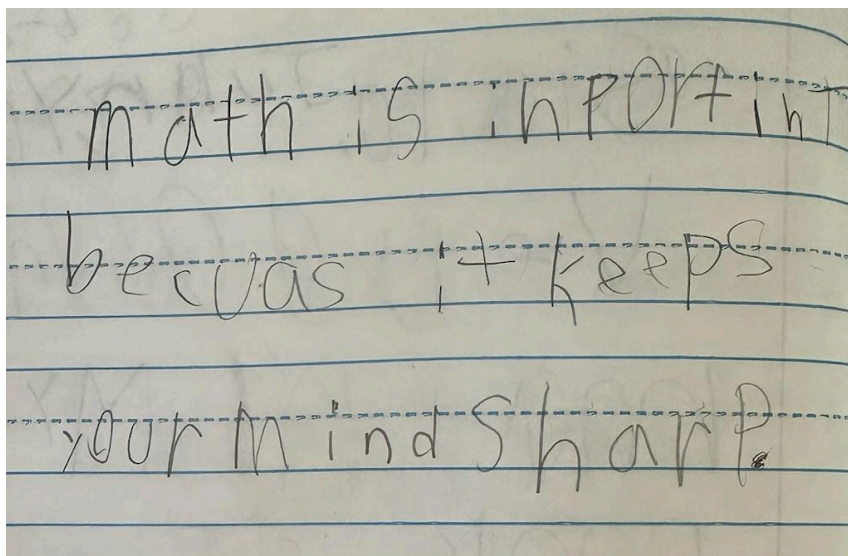 math is inportint
becuas it keeps
your mind sharp.